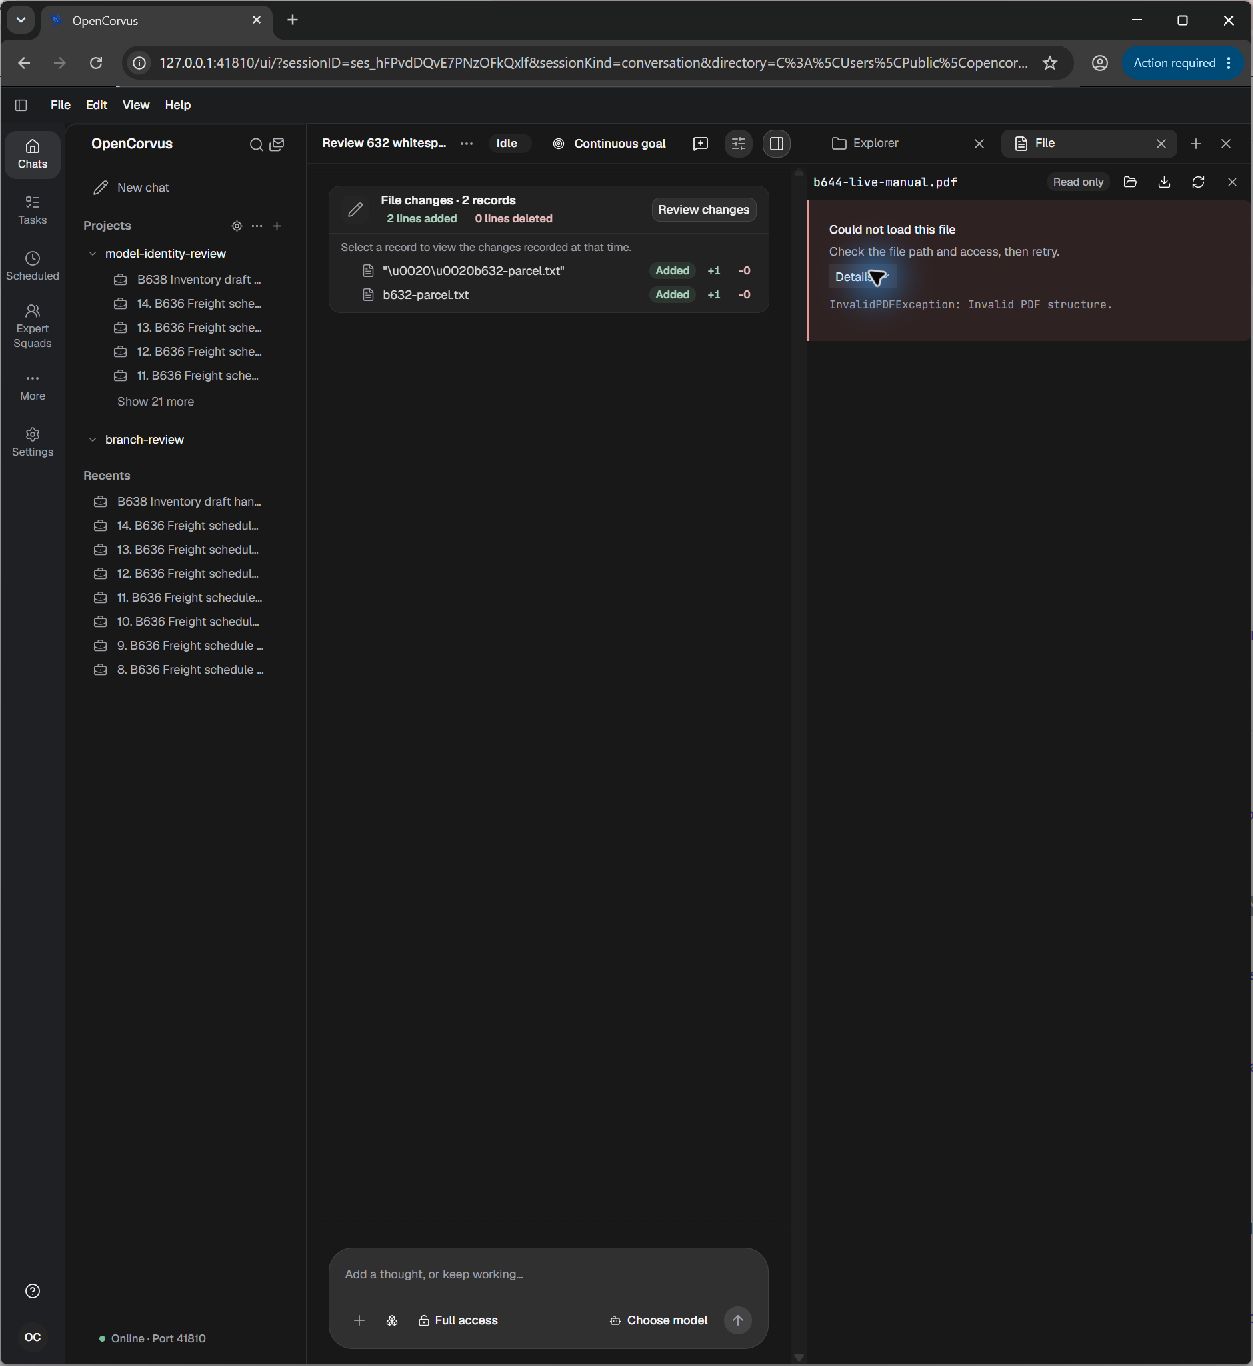 OpenCorvus
127.0.0.1:41810/ui/?sessionID=ses_hFPvdDQvE7PNzOFkQxlf&sessionKind=conversation&directory=C%3A%5CUsers%5CPublic%5Copencor...
Action required
File Edit View Help
Chats
Tasks
Scheduled
Expert
Squads
More
Settings
OC
OpenCorvus
New chat
Projects
model-identity-review
B638 Inventory draft ...
14. B636 Freight sche...
13. B636 Freight sche...
12. B636 Freight sche...
11. B636 Freight sche...
Show 21 more
branch-review
Recents
B638 Inventory draft han...
14. B636 Freight schedul...
13. B636 Freight schedul...
12. B636 Freight schedul...
11. B636 Freight schedule...
10. B636 Freight schedul...
9. B636 Freight schedule ...
8. B636 Freight schedule ...
Online · Port 41810
Review 632 whitesp... Idle Continuous goal
File changes · 2 records
2 lines added 0 lines deleted
Review changes
Select a record to view the changes recorded at that time.
"\u0020\u0020b632-parcel.txt" Added +1 -0
b632-parcel.txt Added +1 -0
Add a thought, or keep working...
Full access Choose model
Explorer File
b644-live-manual.pdf Read only
Could not load this file
Check the file path and access, then retry.
Details
InvalidPDFException: Invalid PDF structure.